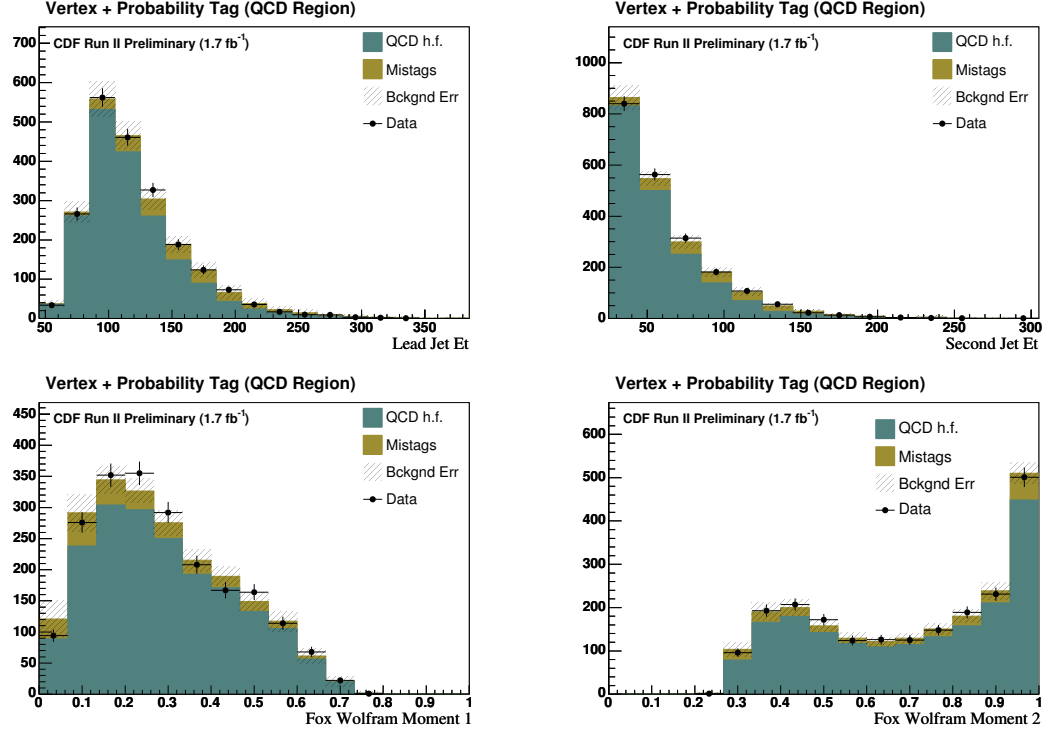 Vertex + Probability Tag (QCD Region)
CDF Run II Preliminary (1.7 fb⁻¹)
QCD h.f.
Mistags
Bckgnd Err
Data
700
600
500
400
300
200
100
0
50 100 150 200 250 300 350
Lead Jet Et
Vertex + Probability Tag (QCD Region)
CDF Run II Preliminary (1.7 fb⁻¹)
QCD h.f.
Mistags
Bckgnd Err
Data
1000
800
600
400
200
0
50 100 150 200 250 300
Second Jet Et
Vertex + Probability Tag (QCD Region)
CDF Run II Preliminary (1.7 fb⁻¹)
QCD h.f.
Mistags
Bckgnd Err
Data
450
400
350
300
250
200
150
100
50
0
0 0.1 0.2 0.3 0.4 0.5 0.6 0.7 0.8 0.9 1
Fox Wolfram Moment 1
Vertex + Probability Tag (QCD Region)
CDF Run II Preliminary (1.7 fb⁻¹)
QCD h.f.
Mistags
Bckgnd Err
Data
600
500
400
300
200
100
0
0 0.1 0.2 0.3 0.4 0.5 0.6 0.7 0.8 0.9 1
Fox Wolfram Moment 2